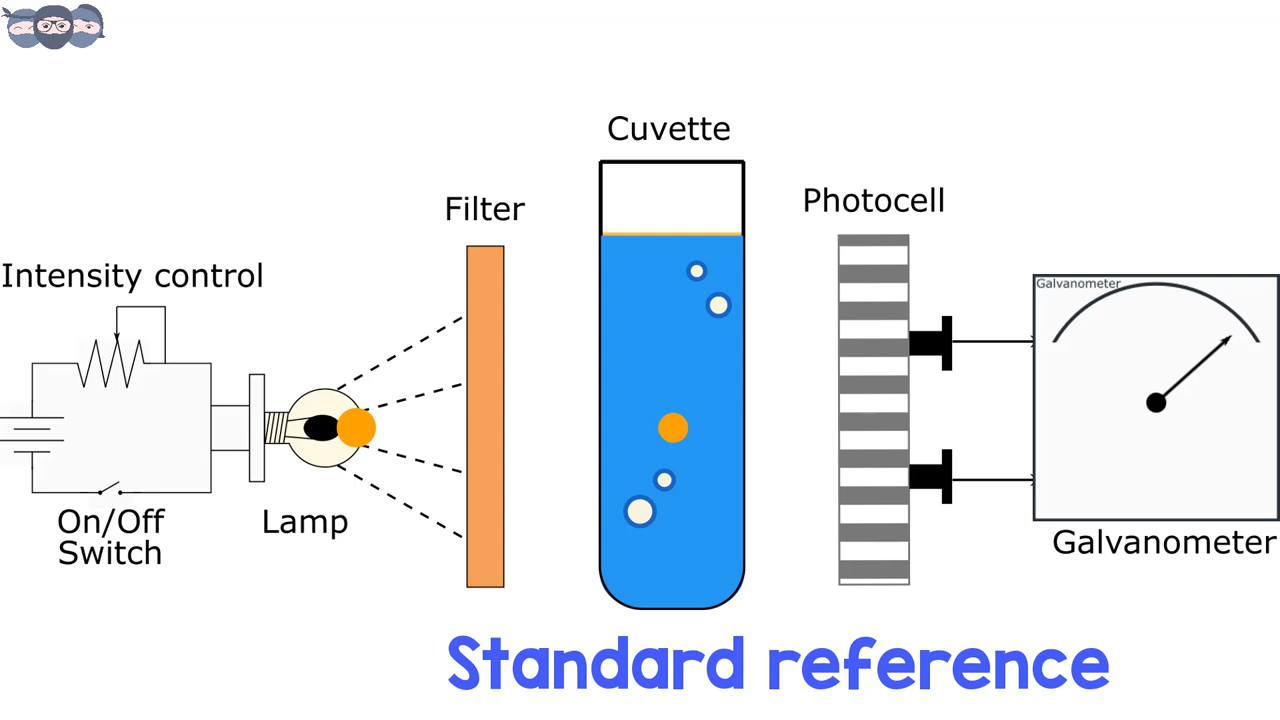 Cuvette
Filter
Photocell
Intensity control
Galvanometer
On/Off
Switch
Lamp
Galvanometer
Standard reference